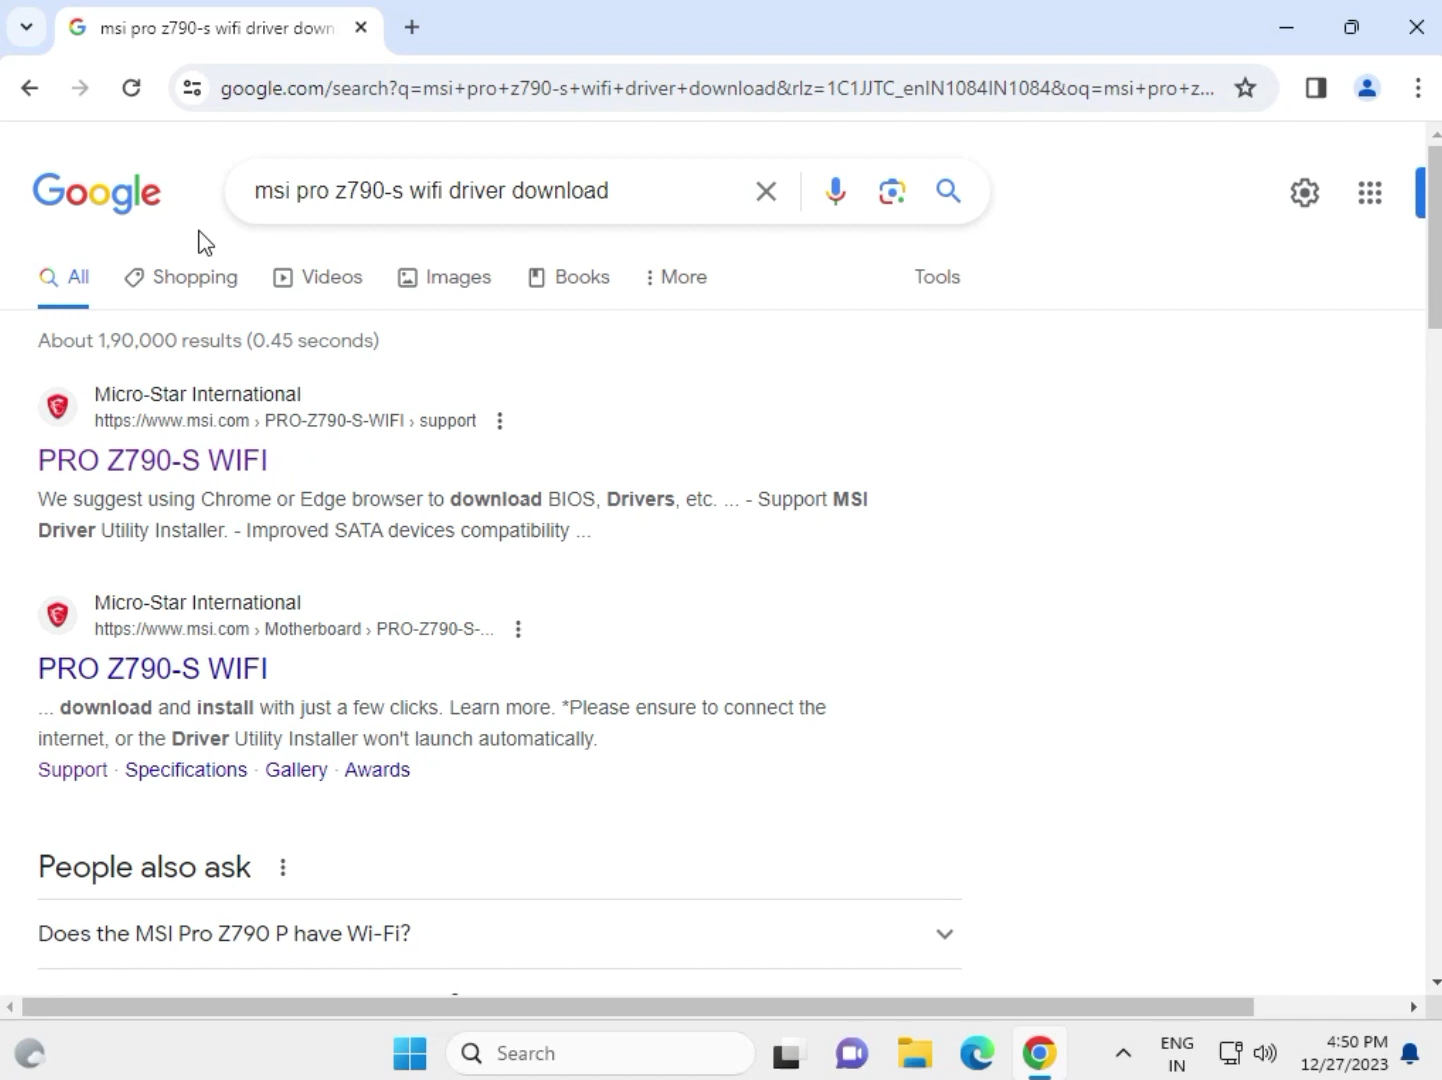 msi pro z790-s wifi driver down
google.com/search?q=msi+pro+z790-s+wifi+driver+download&rlz=1C1JJTC_enIN1084IN1084&oq=msi+pro+z...
Google
msi pro z790-s wifi driver download
All Shopping Videos Images Books More Tools
About 1,90,000 results (0.45 seconds)
Micro-Star International
https://www.msi.com › PRO-Z790-S-WIFI › support
PRO Z790-S WIFI
We suggest using Chrome or Edge browser to download BIOS, Drivers, etc. ... - Support MSI
Driver Utility Installer. - Improved SATA devices compatibility ...
Micro-Star International
https://www.msi.com › Motherboard › PRO-Z790-S-...
PRO Z790-S WIFI
... download and install with just a few clicks. Learn more. *Please ensure to connect the
internet, or the Driver Utility Installer won't launch automatically.
Support · Specifications · Gallery · Awards
People also ask
Does the MSI Pro Z790 P have Wi-Fi?
Search
ENG
IN
4:50 PM
12/27/2023